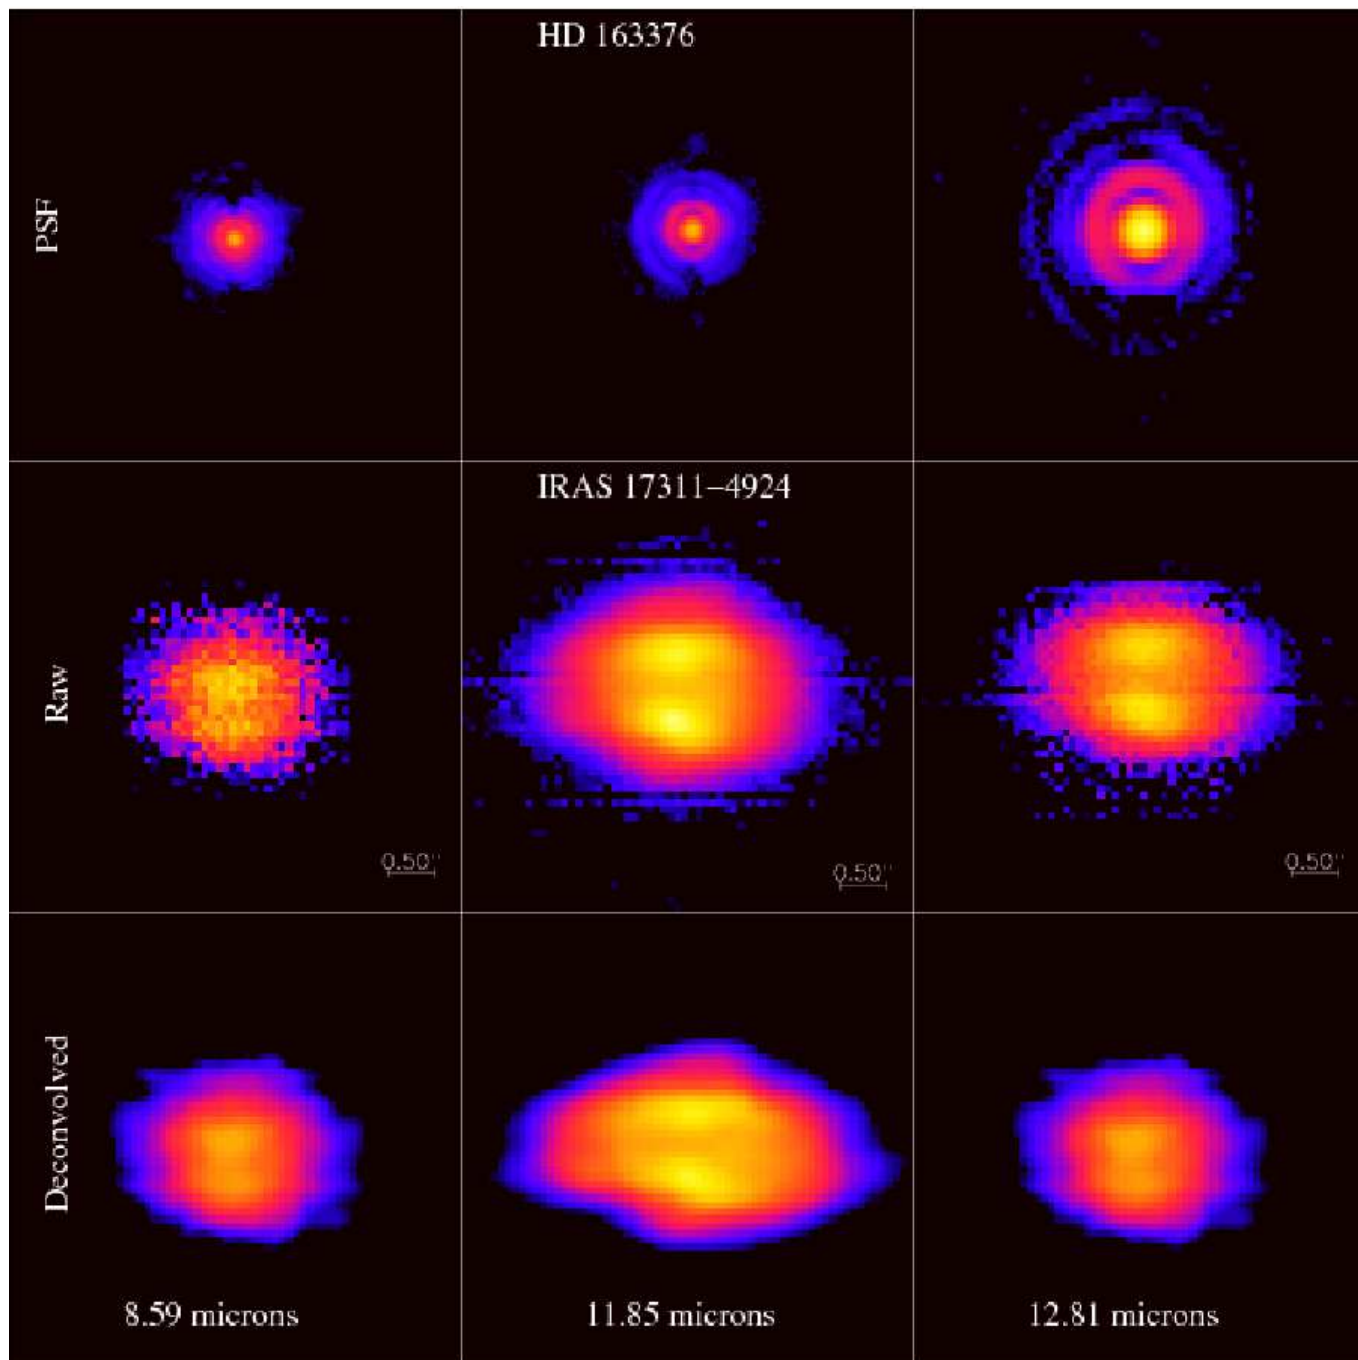 HD 163376
PSF
IRAS 17311–4924
Raw
0.50"
0.50"
0.50"
Deconvolved
8.59 microns
11.85 microns
12.81 microns